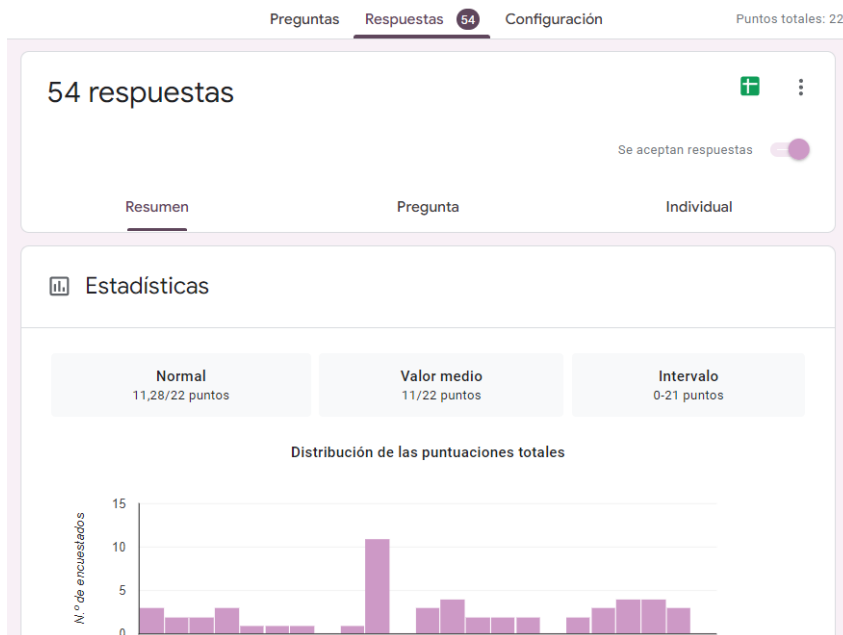 Preguntas Respuestas 54 Configuración Puntos totales: 22
54 respuestas
Se aceptan respuestas
Resumen Pregunta Individual
Estadísticas
Normal Valor medio Intervalo
11,28/22 puntos 11/22 puntos 0-21 puntos
Distribución de las puntuaciones totales
N.º de encuestados
15
10
5
0